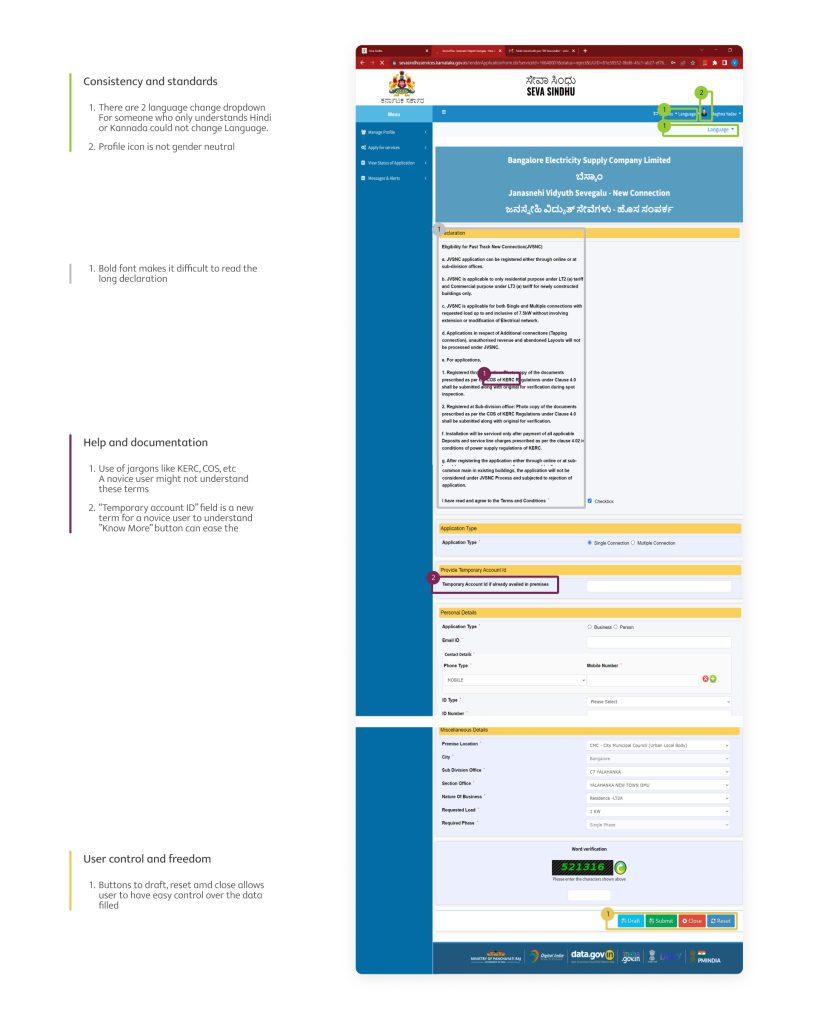 Consistency and standards
1. There are 2 language change dropdown
For someone who only understands Hindi
or Kannada could not change Language.
2. Profile icon is not gender neutral
1. Bold font makes it difficult to read the
long declaration
Help and documentation
1. Use of jargons like KERC, COS, etc
A novice user might not understand
these terms
2. "Temporary account ID" field is a new
term for a novice user to understand
"Know More" button can ease the
User control and freedom
1. Buttons to draft, reset amd close allows
user to have easy control over the data
filled
ಕರ್ನಾಟಕ ಸರ್ಕಾರ
ಸೇವಾ ಸಿಂಧು
SEVA SINDHU
2
Menu
1
Language
Meghna Yadav
1
Language
Manage Profile
Apply for services
View Status of Application
Messages & Alerts
Bangalore Electricity Supply Company Limited
ಬೆಸ್ಕಾಂ
Janasnehi Vidyuth Sevegalu - New Connection
ಜನಸ್ನೇಹಿ ವಿದ್ಯುತ್ ಸೇವೆಗಳು - ಹೊಸ ಸಂಪರ್ಕ
1
Declaration
Eligibility for Fast Track New Connection(JVSNC)
a. JVSNC application can be registered either through online or at
sub-division offices.
b. JVSNC is applicable to only residential purpose under LT2 (a) tariff
and Commercial purpose under LT3 (a) tariff for newly constructed
buildings only.
c. JVSNC is applicable for both Single and Multiple connections with
requested load up to and inclusive of 7.5kW without involving
extension or modification of Electrical network.
d. Applications in respect of Additional connections (Tapping
connection), unauthorised revenue and abandoned Layouts will not
be processed under JVSNC.
e. For applications,
1. Registered 1 copy of the documents
prescribed as per the COS of KERC Regulations under Clause 4.0
shall be submitted along with original for verification during spot
inspection.
2. Registered at Sub-division office: Photo copy of the documents
prescribed as per the COS of KERC Regulations under Clause 4.0
shall be submitted along with original for verification.
f. Installation will be serviced only after payment of all applicable
Deposits and service line charges prescribed as per the clause 4.02 in
conditions of power supply regulations of KERC.
g. After registering the application either through online or at sub-
common main in existing buildings, the application will not be
considered under JVSNC Process and subjected to rejection of
application.
I have read and agree to the Terms and Conditions *
Checktick
Application Type
Application Type *
Single Connection Multiple Connection
Provide Temporary Account Id
2
Temporary Account Id if already availed in premises
Personal Details
Application Type *
Business Person
Email ID *
Contact Details *
Phone Type * Mobile Number *
MOBILE
ID Type *
Please Select
ID Number *
Miscellaneous Details
Premise Location *
CMC - City Municipal Council (Urban Local Body)
City *
Bangalore
Sub Division Office *
C7 YALAHANKA
Section Office *
YALAHANKA NEW TOWN OMU
Nature Of Business *
Residence -LT2A
Requested Load *
1 KW
Required Phase *
Single Phase
Word verification
521316
Please enter the characters shown above
1
Draft Submit Close Reset
MINISTRY OF PANCHAYATI RAJ
Digital India
data.gov in
india
.gov.in
PMINDIA